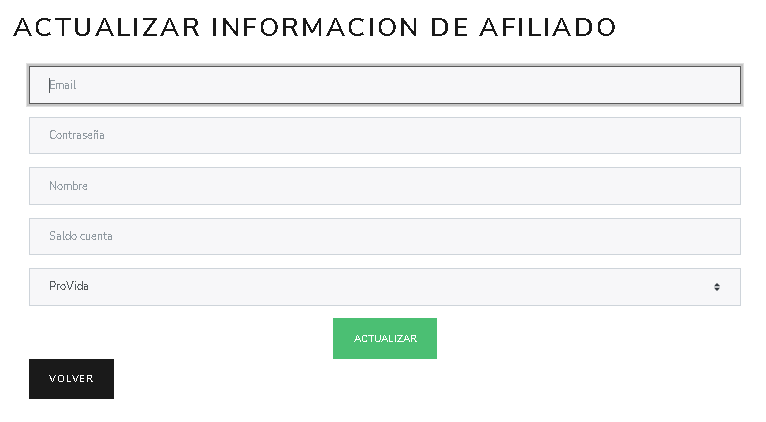 ACTUALIZAR INFORMACION DE AFILIADO
Email
Contraseña
Nombre
Saldo cuenta
ProVida
ACTUALIZAR
VOLVER